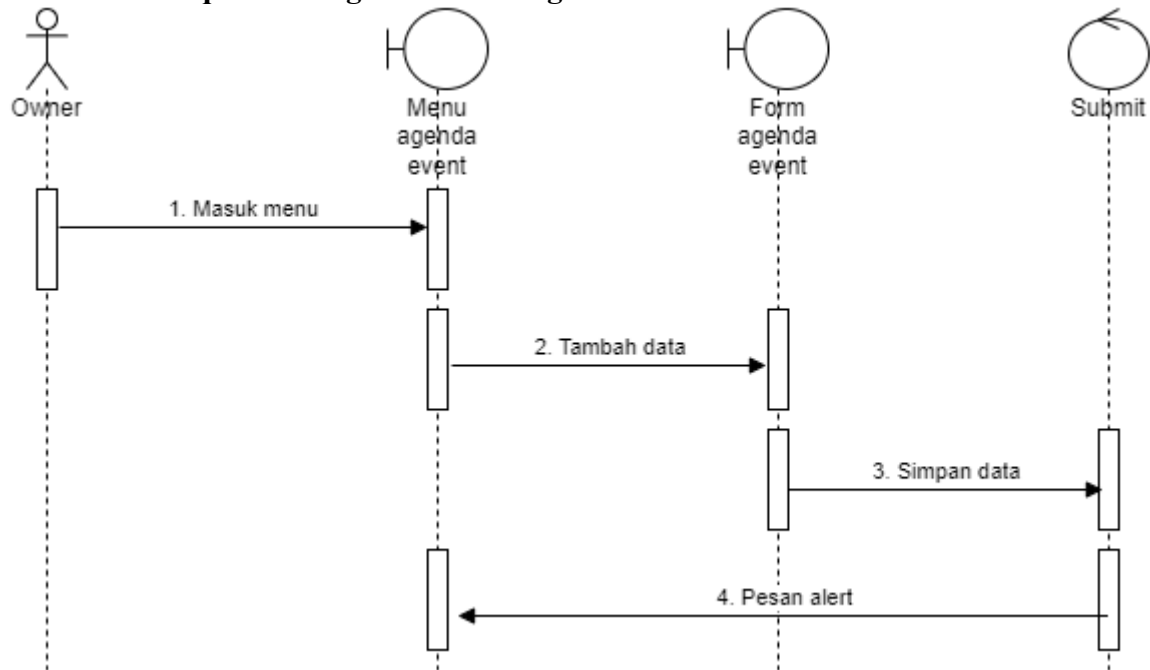 Owner
Menu
agenda
event
Form
agenda
event
Submit
1. Masuk menu
2. Tambah data
3. Simpan data
4. Pesan alert